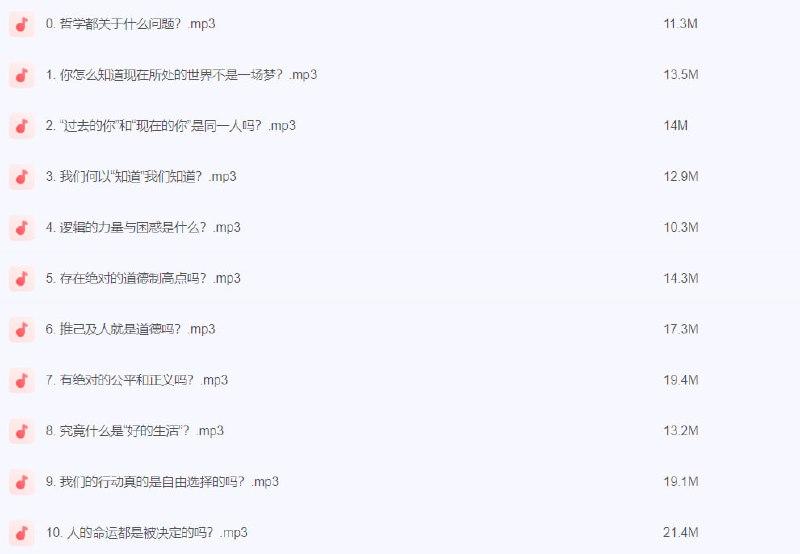 0. 哲学都关于什么问题？.mp3 11.3M
1. 你怎么知道现在所处的世界不是一场梦？.mp3 13.5M
2. “过去的你”和“现在的你”是同一人吗？.mp3 14M
3. 我们何以“知道”我们知道？.mp3 12.9M
4. 逻辑的力量与困惑是什么？.mp3 10.3M
5. 存在绝对的道德制高点吗？.mp3 14.3M
6. 推己及人就是道德吗？.mp3 17.3M
7. 有绝对的公平和正义吗？.mp3 19.4M
8. 究竟什么是“好的生活”？.mp3 13.2M
9. 我们的行动真的是自由选择的吗？.mp3 19.1M
10. 人的命运都是被决定的吗？.mp3 21.4M